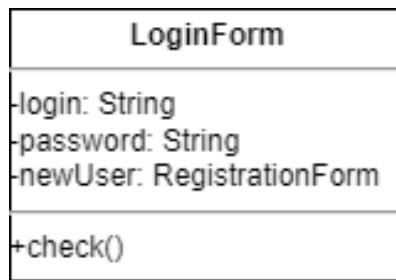 LoginForm
-login: String
-password: String
-newUser: RegistrationForm
+check()